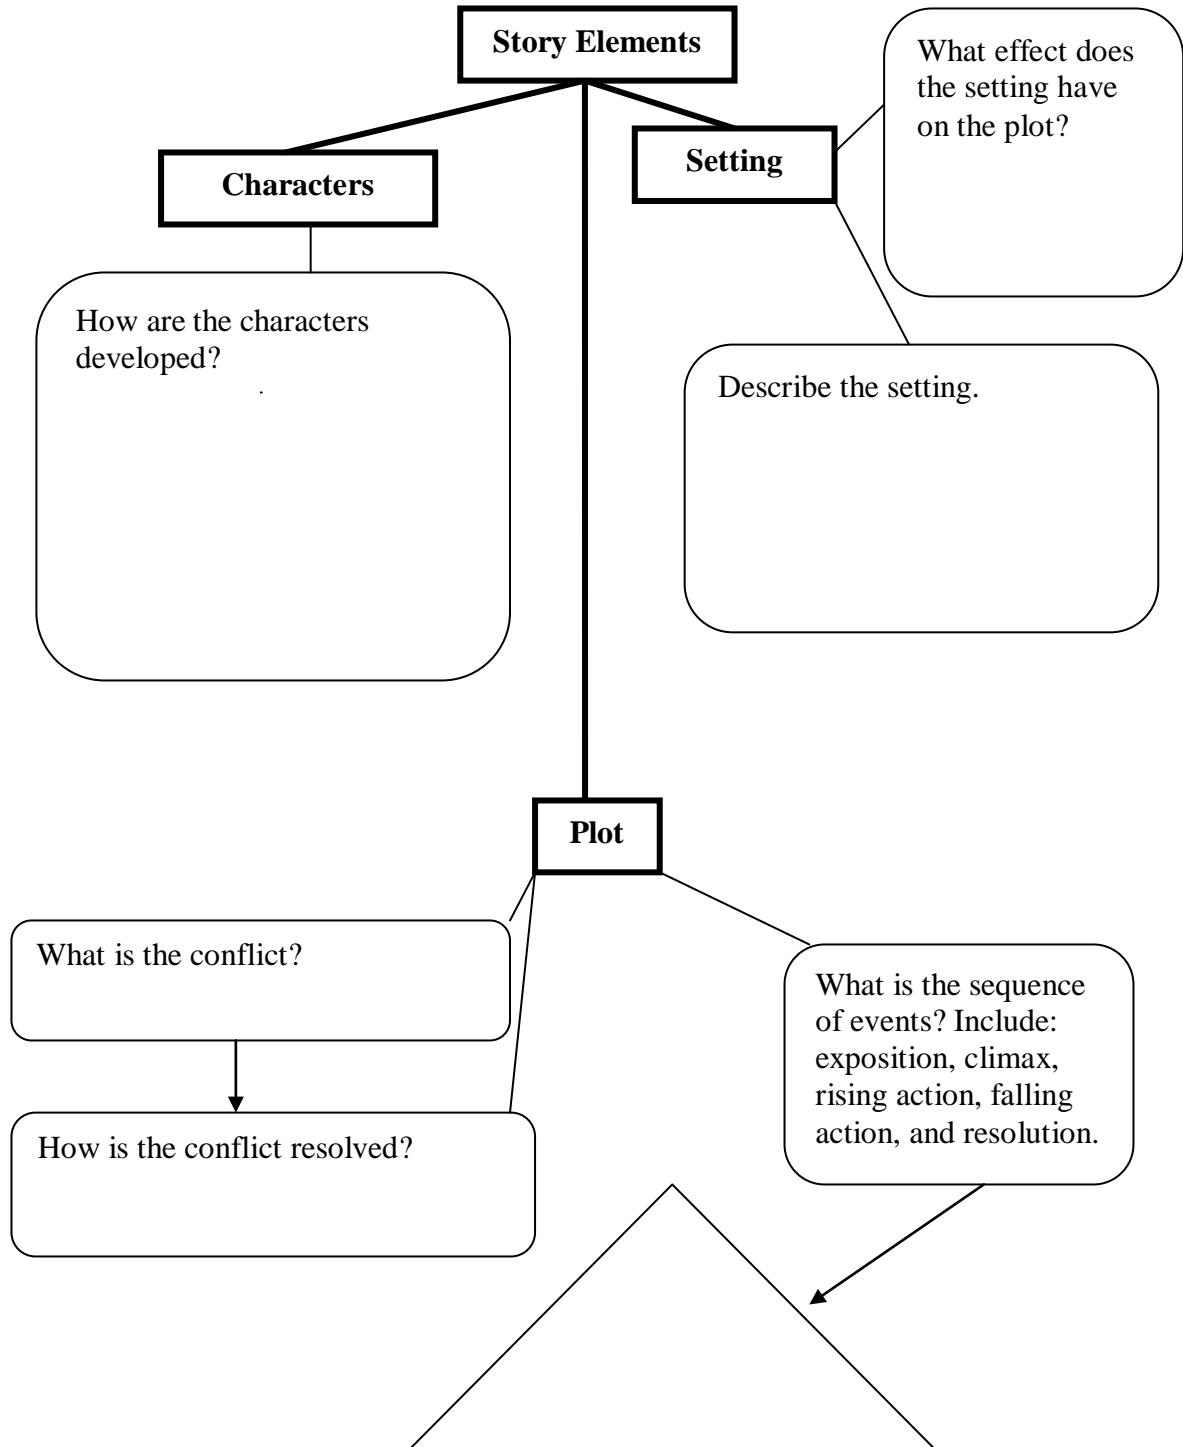 Story Elements
What effect does
the setting have
on the plot?
Setting
Characters
How are the characters
developed?
.
Describe the setting.
Plot
What is the conflict?
What is the sequence
of events? Include:
exposition, climax,
rising action, falling
action, and resolution.
How is the conflict resolved?